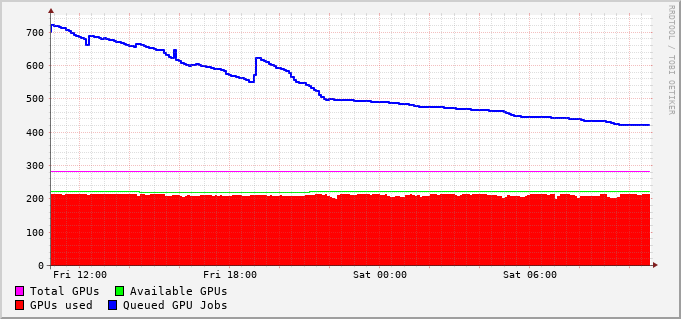 RRDTOOL / TOBI OETIKER
700
600
500
400
300
200
100
0
Fri 12:00 Fri 18:00 Sat 00:00 Sat 06:00
Total GPUs Available GPUs
GPUs used Queued GPU Jobs